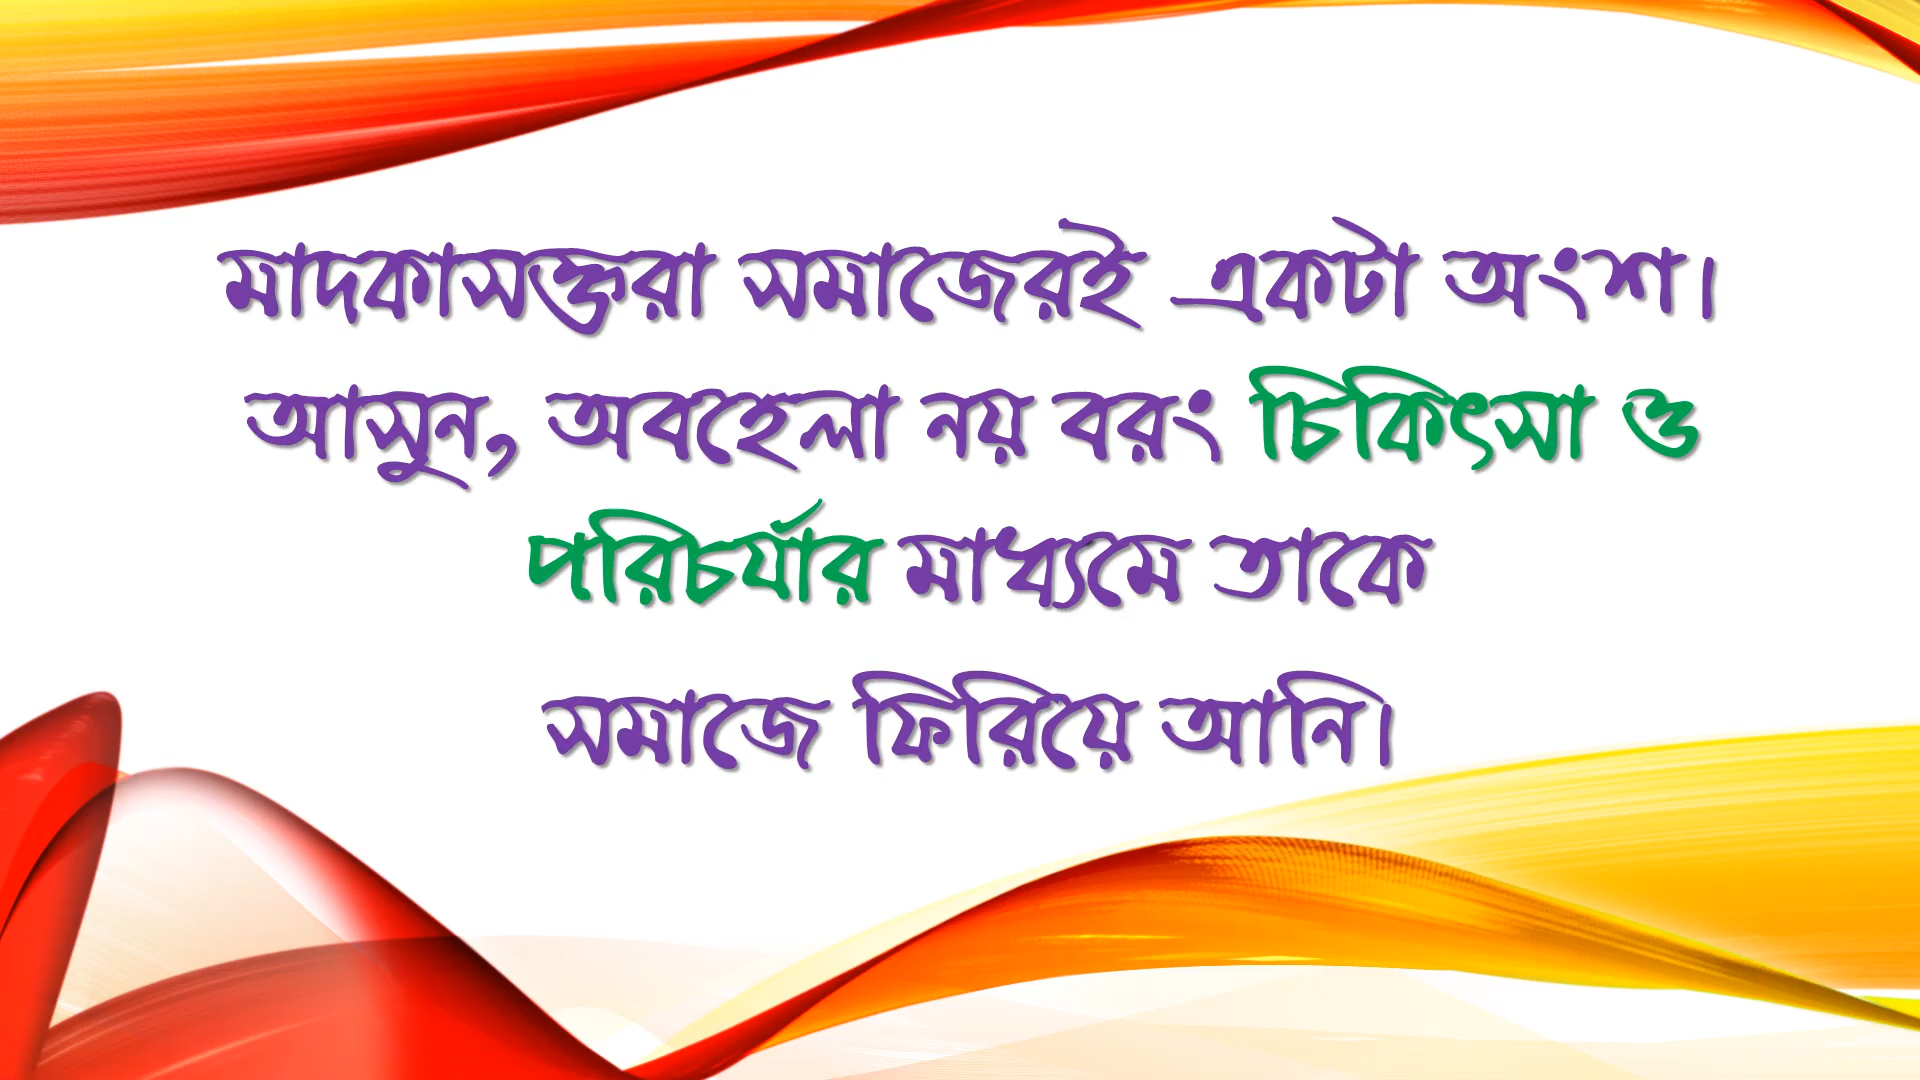 মাদকাসক্তরা সমাজেরই একটা অংশ।
আসুন, অবহেলা নয় বরং চিকিৎসা ও
পরিচর্যার মাধ্যমে তাকে
সমাজে ফিরিয়ে আনি।